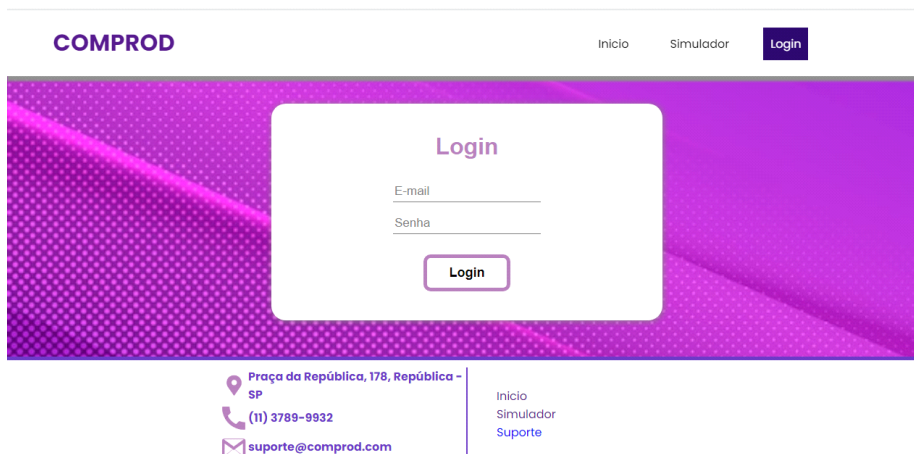 COMPROD
Inicio
Simulador
Login
Login
E-mail
Senha
Login
Praça da República, 178, República -
SP
(11) 3789-9932
suporte@comprod.com
Inicio
Simulador
Suporte